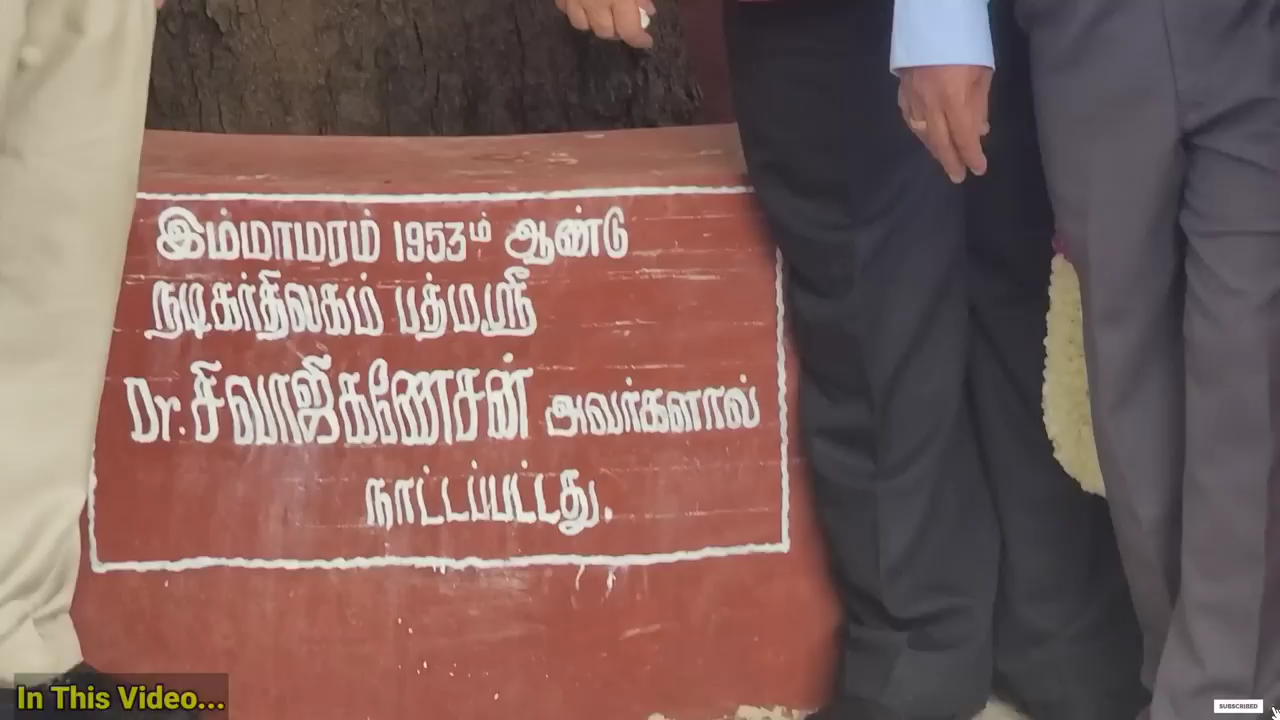 இம்மாமரம் 1953ம் ஆண்டு
நடிகர்திலகம் பத்மஸ்ரீ
Dr. சிவாஜிகணேசன் அவர்களால்
நாட்டப்பட்டது.
In This Video...
SUBSCRIBED